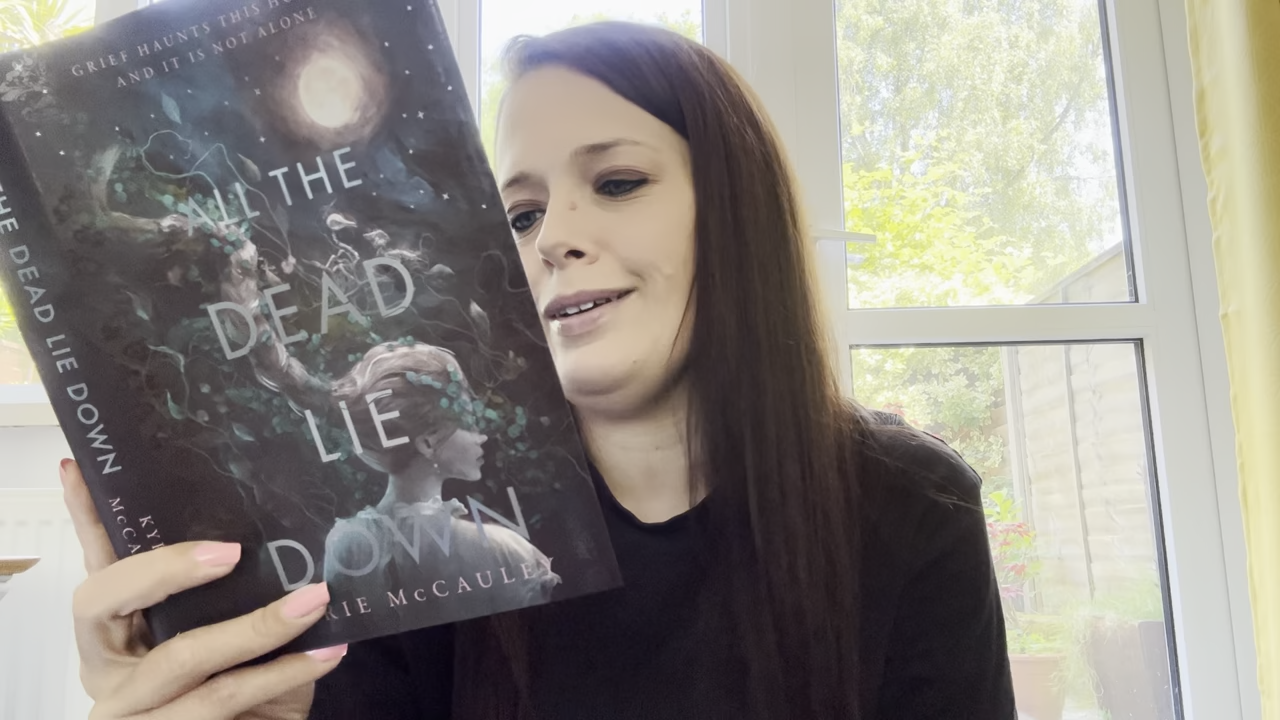 GRIEF HAUNTS THIS
AND IT IS NOT ALONE
ALL THE
DEAD
LIE
DOWN
RIE McCAULEY
THE DEAD LIE DOWN